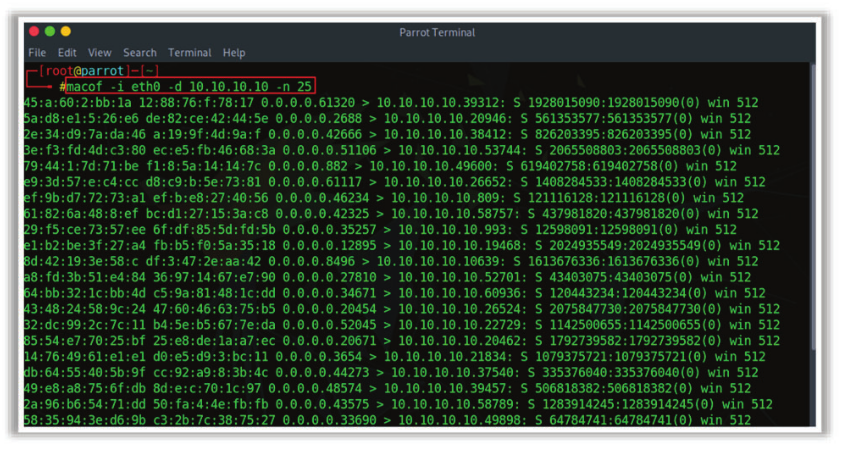 Parrot Terminal
File Edit View Search Terminal Help
[root@parrot]-[~]
#macof -i eth0 -d 10.10.10.10 -n 25
45:a:60:2:bb:1a 12:88:76:f:78:17 0.0.0.0.61320 > 10.10.10.10.39312: S 1928015090:1928015090(0) win 512
5a:d8:e1:5:26:e6 de:82:ce:42:44:5e 0.0.0.0.2688 > 10.10.10.10.20946: S 561353577:561353577(0) win 512
2e:34:d9:7a:da:46 a:19:9f:4d:9a:f 0.0.0.0.42666 > 10.10.10.10.38412: S 826203395:826203395(0) win 512
3e:f3:fd:4d:c3:80 ec:e5:fb:46:68:3a 0.0.0.0.51106 > 10.10.10.10.53744: S 2065508803:2065508803(0) win 512
79:44:1:7d:71:be f1:8:5a:14:14:7c 0.0.0.0.882 > 10.10.10.10.49600: S 619402758:619402758(0) win 512
e9:3d:57:e:c4:cc d8:c9:b:5e:73:81 0.0.0.0.61117 > 10.10.10.10.26652: S 1408284533:1408284533(0) win 512
ef:9b:d7:72:73:a1 ef:b:e8:27:40:56 0.0.0.0.46234 > 10.10.10.10.809: S 121116128:121116128(0) win 512
61:82:6a:48:8:ef bc:d1:27:15:3a:c8 0.0.0.0.42325 > 10.10.10.10.58757: S 437981820:437981820(0) win 512
29:f5:ce:73:57:ee 6f:df:85:5d:fd:5b 0.0.0.0.35257 > 10.10.10.10.993: S 12598091:12598091(0) win 512
e1:b2:be:3f:27:a4 fb:b5:f0:5a:35:18 0.0.0.0.12895 > 10.10.10.10.19468: S 2024935549:2024935549(0) win 512
8d:42:19:3e:58:c df:3:47:2e:aa:42 0.0.0.0.8496 > 10.10.10.10.10639: S 1613676336:1613676336(0) win 512
a8:fd:3b:51:e4:84 36:97:14:67:e7:90 0.0.0.0.27810 > 10.10.10.10.52701: S 43403075:43403075(0) win 512
64:bb:32:1c:bb:4d c5:9a:81:48:1c:dd 0.0.0.0.34671 > 10.10.10.10.60936: S 120443234:120443234(0) win 512
43:48:24:58:9c:24 47:60:46:63:75:b5 0.0.0.0.20454 > 10.10.10.10.26524: S 2075847730:2075847730(0) win 512
32:dc:99:2c:7c:11 b4:5e:b5:67:7e:da 0.0.0.0.52045 > 10.10.10.10.22729: S 1142500655:1142500655(0) win 512
85:54:e7:70:25:bf 25:e8:de:1a:a7:ec 0.0.0.0.20671 > 10.10.10.10.20462: S 1792739582:1792739582(0) win 512
14:76:49:61:e1:e1 d0:e5:d9:3:bc:11 0.0.0.0.3654 > 10.10.10.10.21834: S 1079375721:1079375721(0) win 512
db:64:55:40:5b:9f cc:92:a9:8:3b:4c 0.0.0.0.44273 > 10.10.10.10.37540: S 335376040:335376040(0) win 512
49:e8:a8:75:6f:db 8d:e:c:70:1c:97 0.0.0.0.48574 > 10.10.10.10.39457: S 506818382:506818382(0) win 512
2a:96:b6:54:71:dd 50:fa:4:4e:fb:fb 0.0.0.0.43575 > 10.10.10.10.58789: S 1283914245:1283914245(0) win 512
58:35:94:3e:d6:9b c3:2b:7c:38:75:27 0.0.0.0.33690 > 10.10.10.10.49898: S 64784741:64784741(0) win 512